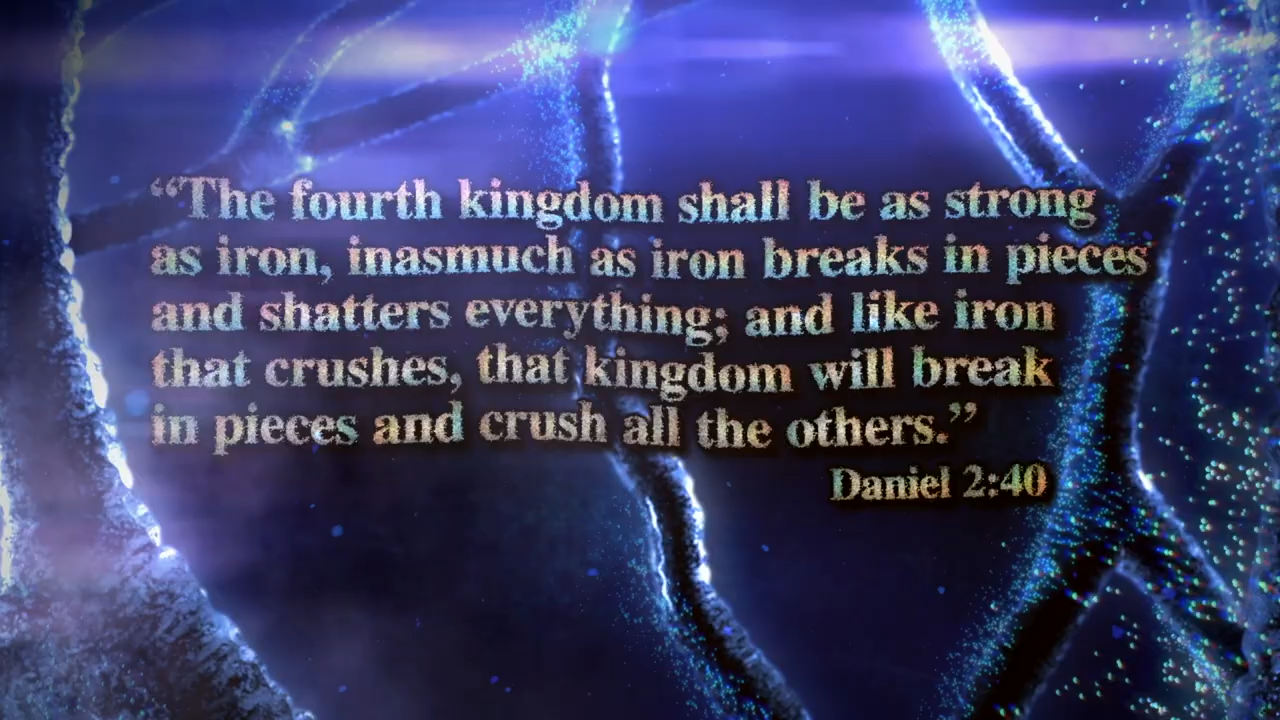 “The fourth kingdom shall be as strong
as iron, inasmuch as iron breaks in pieces
and shatters everything; and like iron
that crushes, that kingdom will break
in pieces and crush all the others.”
Daniel 2:40